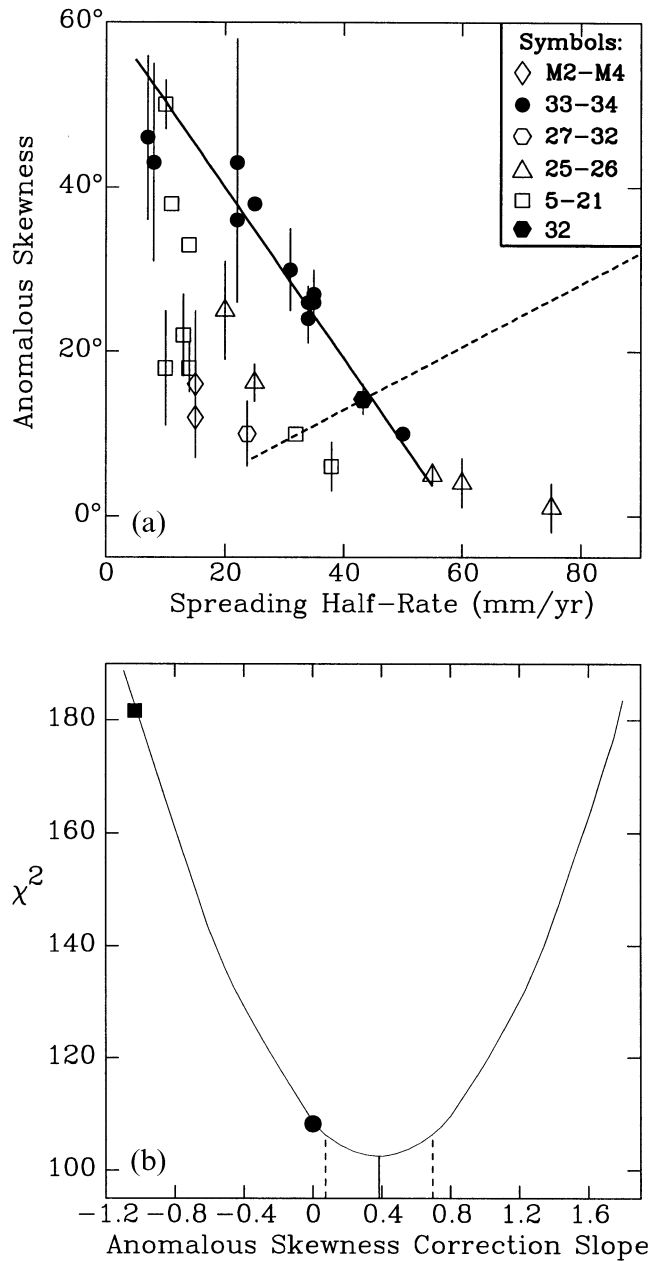 60°
40°
20°
0°
Anomalous Skewness
Symbols:
M2-M4
33-34
27-32
25-26
5-21
32
(a)
0 20 40 60 80
Spreading Half-Rate (mm/yr)
180
160
140
120
100
χ2
(b)
-1.2 -0.8 -0.4 0 0.4 0.8 1.2 1.6
Anomalous Skewness Correction Slope